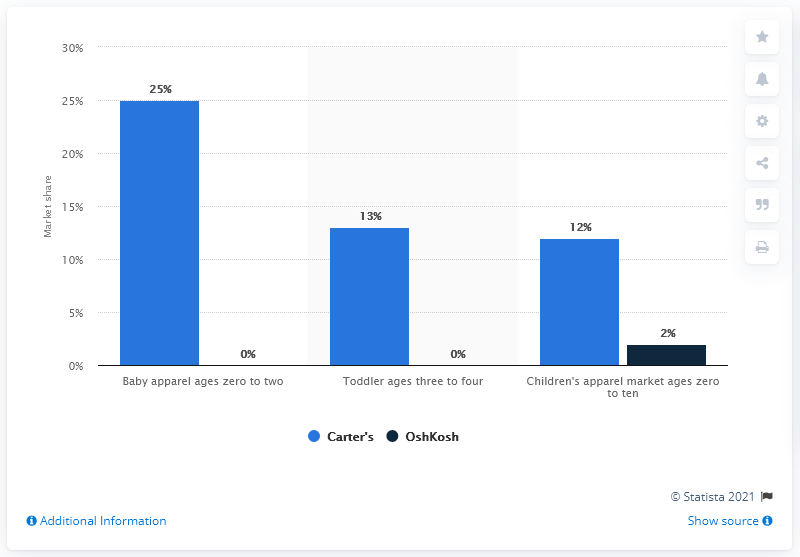 30%
25%
20%
15%
10%
5%
0%
Market share
25%
0%
13%
0%
12%
2%
Baby apparel ages zero to two
Toddler ages three to four
Children's apparel market ages zero
to ten
Carter's
OshKosh
© Statista 2021
Additional Information
Show source